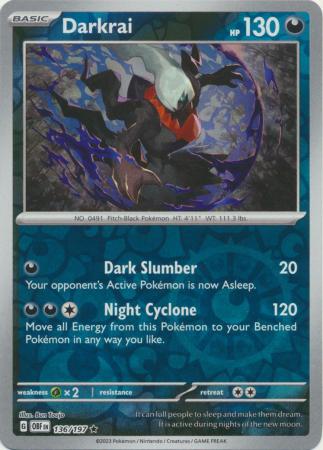 BASIC
Darkrai
HP 130
NO. 0491 Fitch-Black Pokémon HT: 4'11" WT: 111.3 lbs.
Dark Slumber 20
Your opponent's Active Pokémon is now Asleep.
Night Cyclone 120
Move all Energy from this Pokémon to your Benched
Pokémon in any way you like.
weakness ×2 resistance retreat
Illus. Bun Toujo
It can lull people to sleep and make them dream.
G OBF EN 136/197
It is active during nights of the new moon.
©2023 Pokémon / Nintendo / Creatures / GAME FREAK